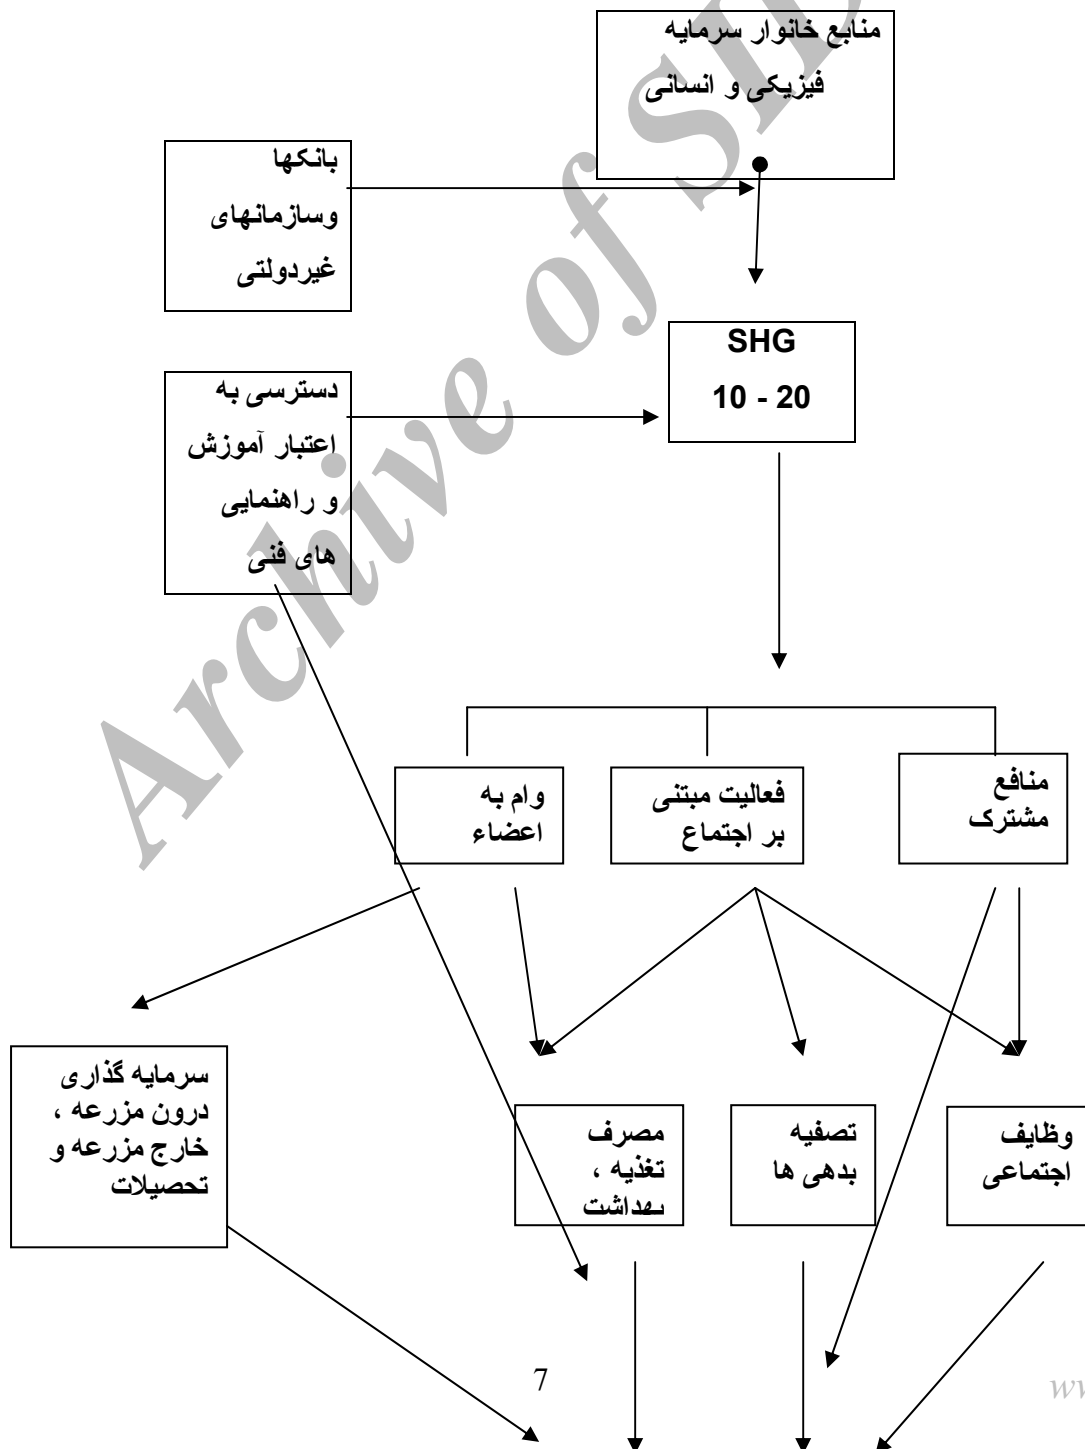 منابع خانوار سرمایه
فیزیکی و انسانی
بانکها
وسازمانهای
غیردولتی
SHG
10 - 20
دسترسی به
اعتبار آموزش
و راهنمایی
های فنی
منافع
مشترک
فعالیت مبتنی
بر اجتماع
وام به
اعضاء
سرمایه گذاری
درون مزرعه ،
خارج مزرعه و
تحصیلات
وظایف
اجتماعی
تصفیه
بدهی ها
مصرف
تغذیه ،
بهداشت
7
Archive of SID